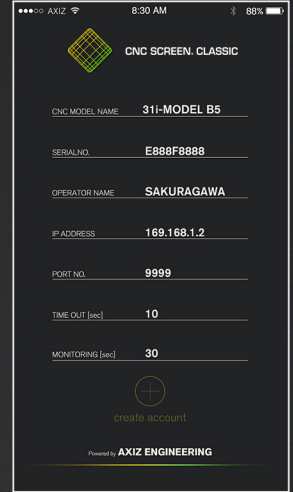 AXIZ 8:30 AM 88%
CNC SCREEN. CLASSIC
CNC MODEL NAME 31i-MODEL B5
SERIALNO. E888F8888
OPERATOR NAME SAKURAGAWA
IP ADDRESS 169.168.1.2
PORT NO. 9999
TIME OUT [sec] 10
MONITORING [sec] 30
create account
Powered by AXIZ ENGINEERING